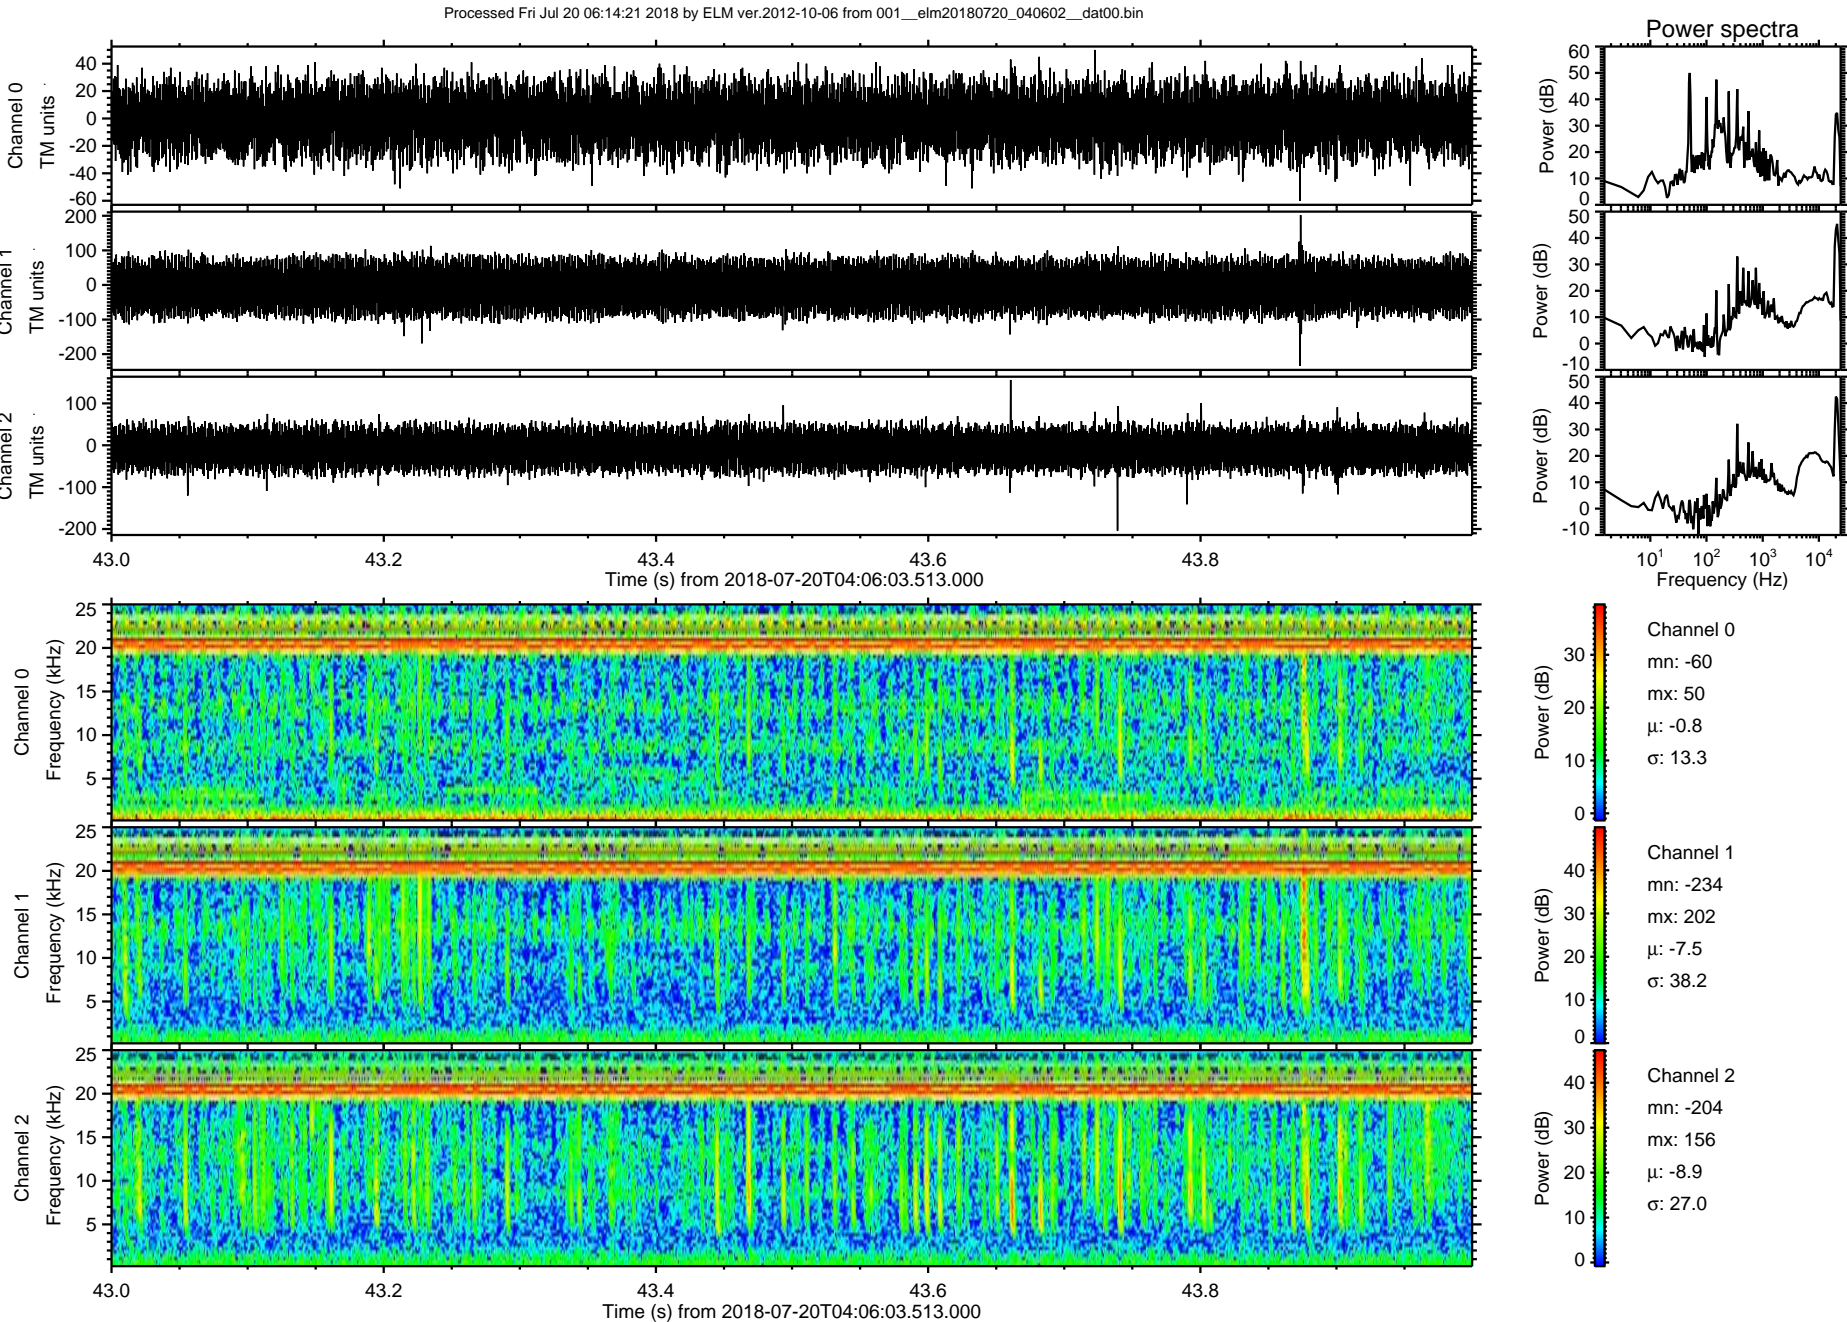 Processed Fri Jul 20 06:14:21 2018 by ELM ver.2012-10-06 from 001__elm20180720_040602__dat00.bin
Power spectra
Channel 0
TM units
40
20
0
-20
-40
-60
Power (dB)
60
50
40
30
20
10
0
Channel 1
TM units
200
100
0
-100
-200
Power (dB)
50
40
30
20
10
0
-10
Channel 2
TM units
100
0
-100
-200
Power (dB)
50
40
30
20
10
0
-10
43.0 43.2 43.4 43.6 43.8
Time (s) from 2018-07-20T04:06:03.513.000
10^1 10^2 10^3 10^4
Frequency (Hz)
Channel 0
Frequency (kHz)
25
20
15
10
5
Power (dB)
30
20
10
0
Channel 0
mn: -60
mx: 50
μ: -0.8
σ: 13.3
Channel 1
Frequency (kHz)
25
20
15
10
5
Power (dB)
40
30
20
10
0
Channel 1
mn: -234
mx: 202
μ: -7.5
σ: 38.2
Channel 2
Frequency (kHz)
25
20
15
10
5
Power (dB)
40
30
20
10
0
Channel 2
mn: -204
mx: 156
μ: -8.9
σ: 27.0
43.0 43.2 43.4 43.6 43.8
Time (s) from 2018-07-20T04:06:03.513.000